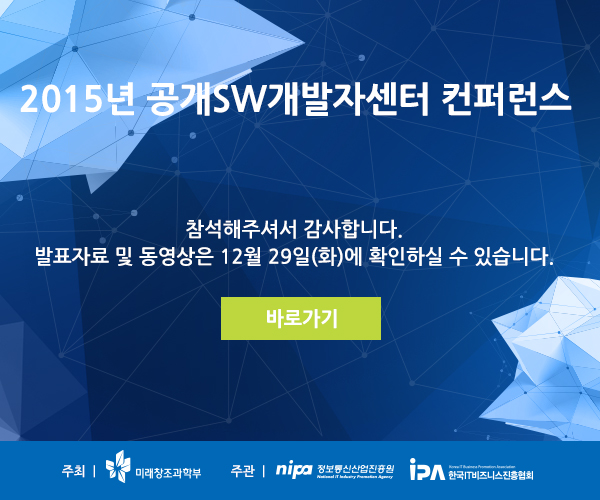 2015년 공개SW개발자센터 컨퍼런스
참석해주셔서 감사합니다.
발표자료 및 동영상은 12월 29일(화)에 확인하실 수 있습니다.
바로가기
주최 | 미래창조과학부 주관 | nipa 정보통신산업진흥원 National IT Industry Promotion Agency iPA Korea IT Business Promotion Association 한국IT비즈니스진흥협회